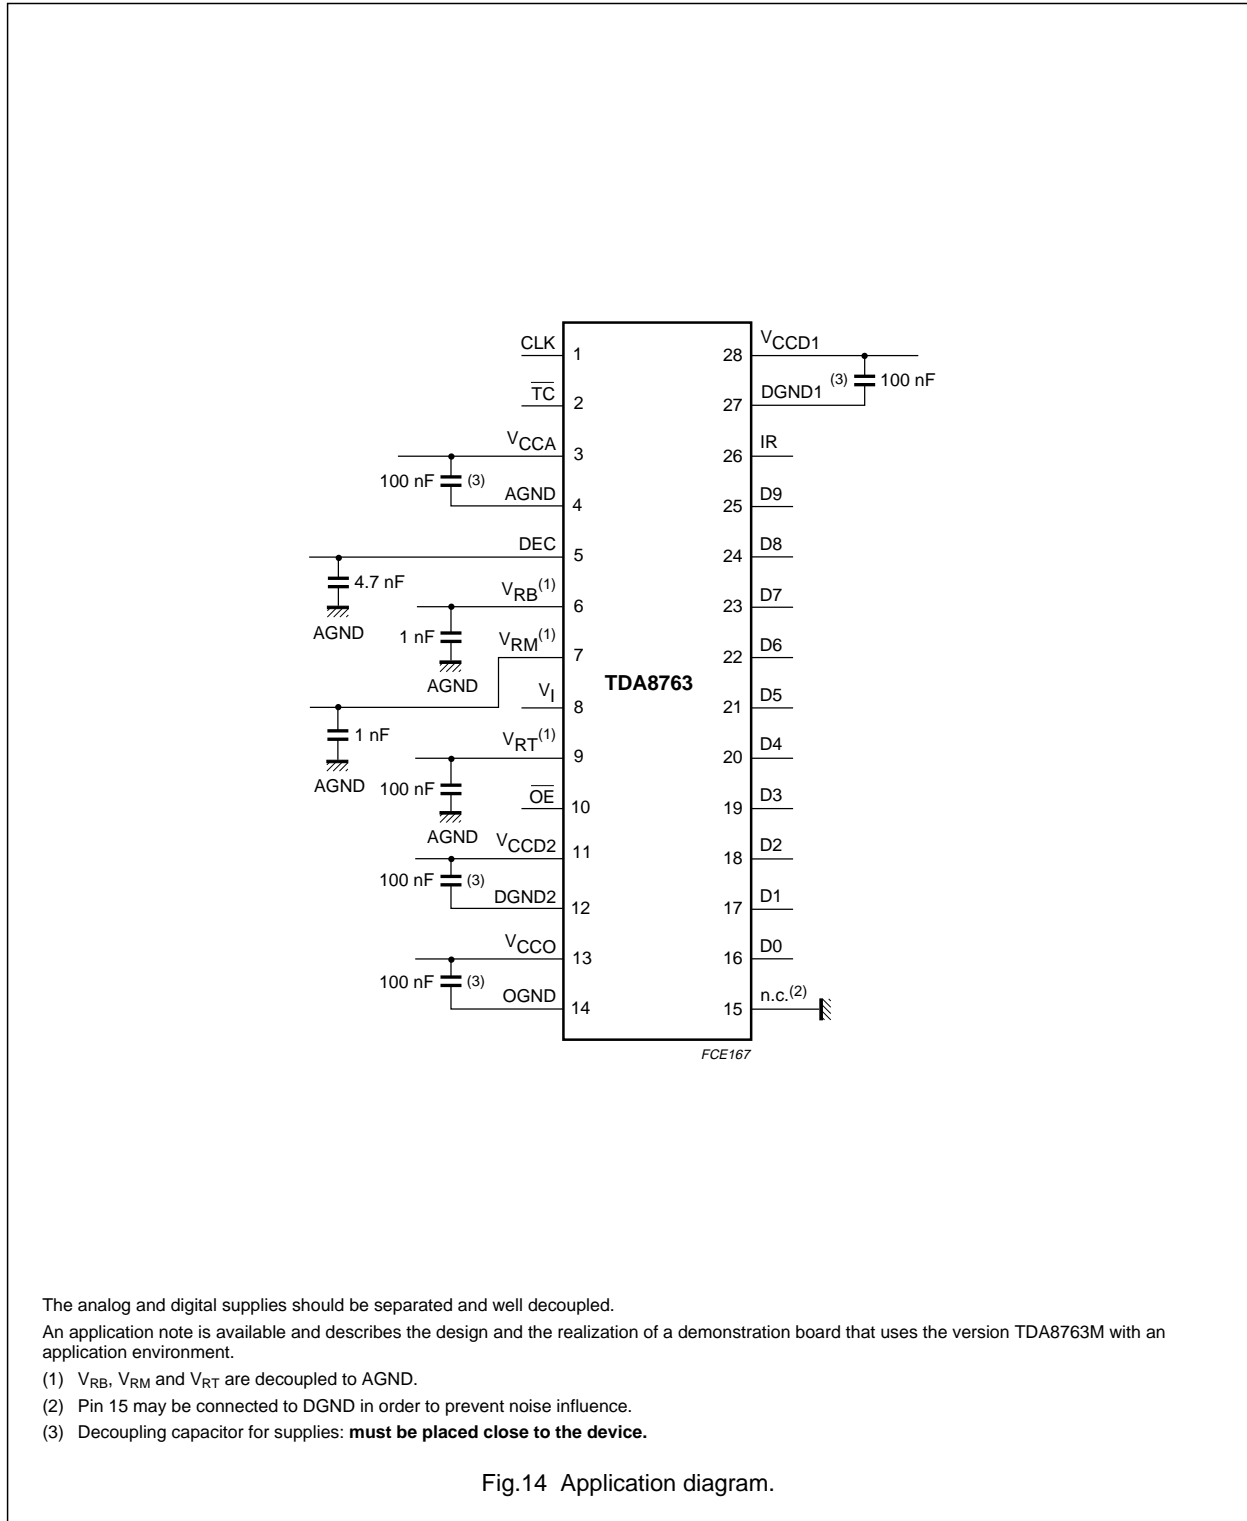 CLK 1 28 VCCD1
TC 2 27 DGND1 (3) 100 nF
VCCA 3 26 IR
100 nF (3)
AGND 4 25 D9
DEC 5 24 D8
4.7 nF
AGND
VRB(1) 6 23 D7
1 nF
AGND
VRM(1) 7 22 D6
TDA8763
VI 8 21 D5
1 nF
AGND
VRT(1) 9 20 D4
100 nF
AGND
OE 10 19 D3
VCCD2 11 18 D2
100 nF (3)
DGND2 12 17 D1
VCCO 13 16 D0
100 nF (3)
OGND 14 15 n.c.(2)
FCE167
The analog and digital supplies should be separated and well decoupled.
An application note is available and describes the design and the realization of a demonstration board that uses the version TDA8763M with an
application environment.
(1) VRB, VRM and VRT are decoupled to AGND.
(2) Pin 15 may be connected to DGND in order to prevent noise influence.
(3) Decoupling capacitor for supplies: must be placed close to the device.
Fig.14 Application diagram.